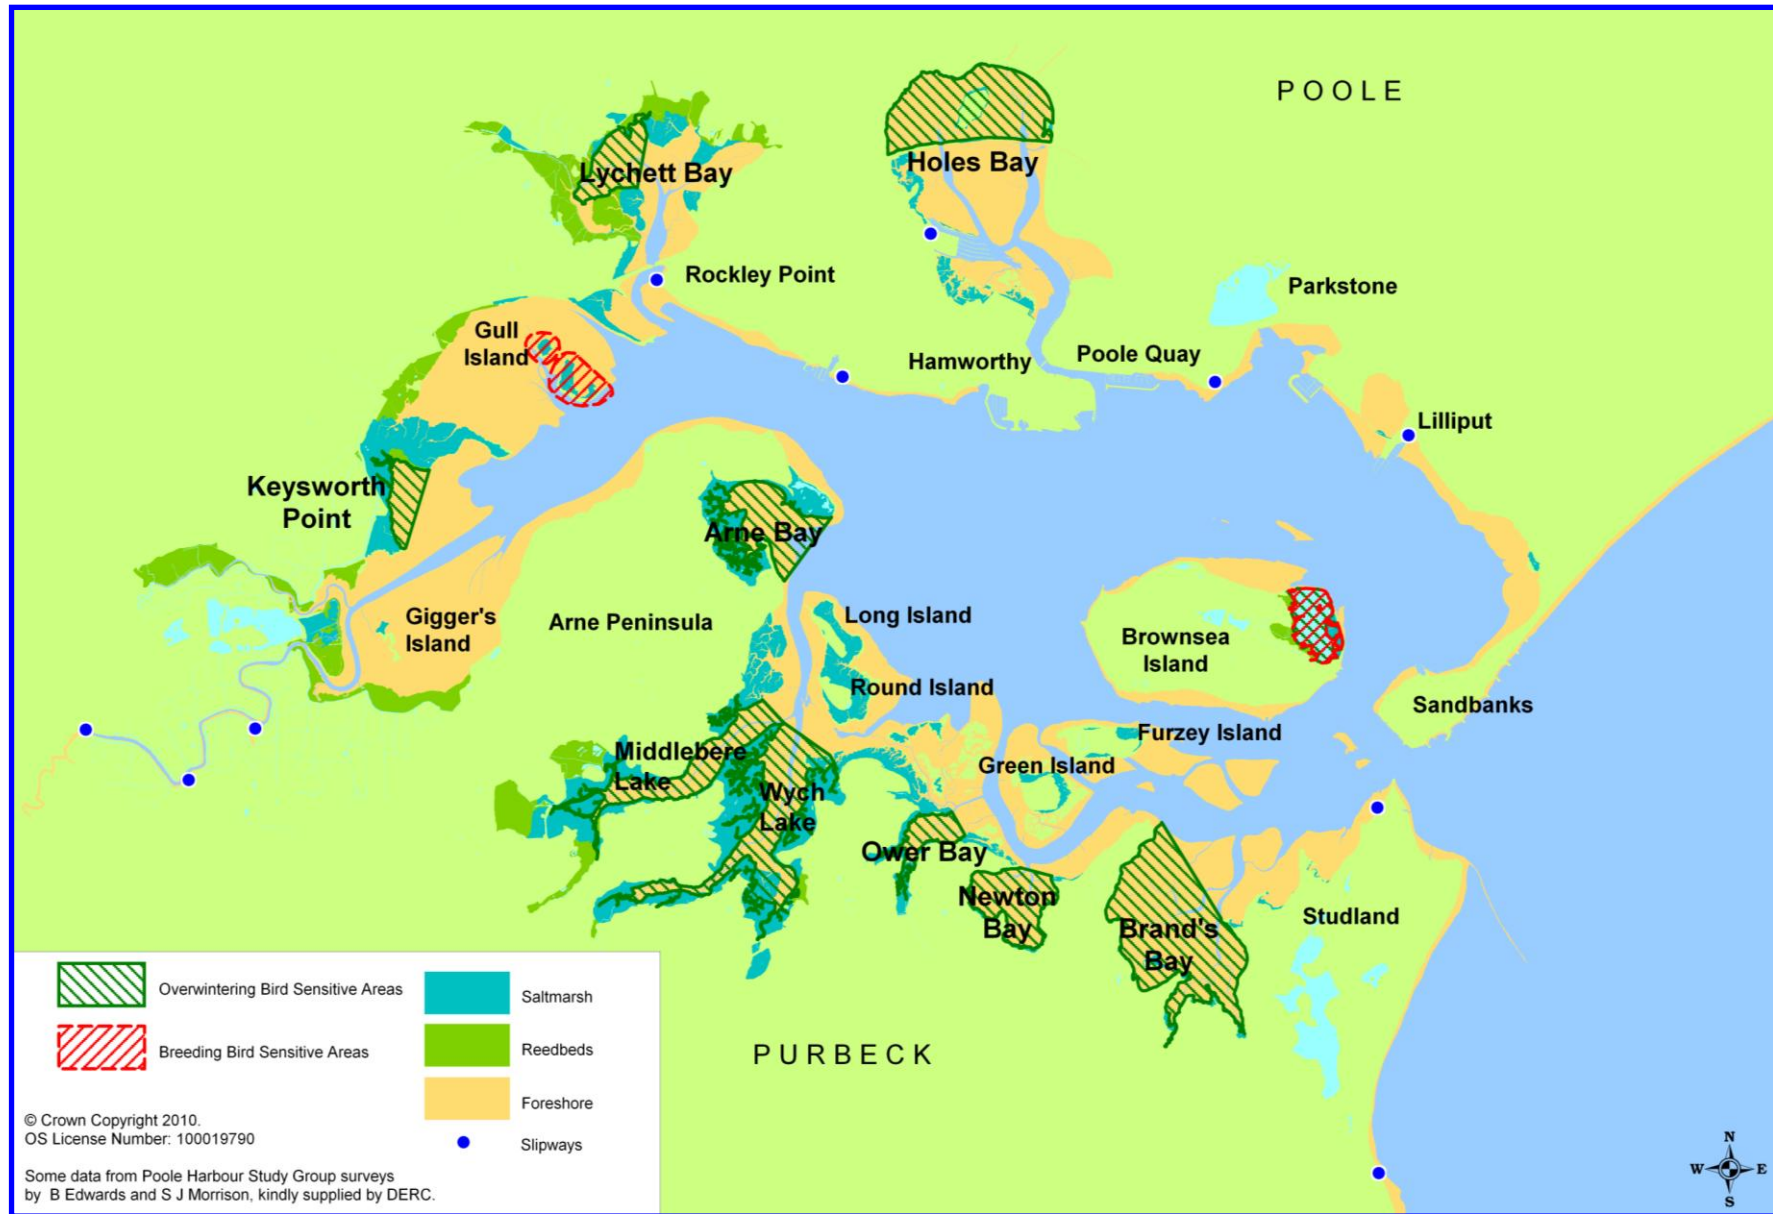 POOLE
Holes Bay
Lychett Bay
Rockley Point
Parkstone
Gull
Island
Hamworthy
Poole Quay
Lilliput
Keysworth
Point
Arne Bay
Gigger's
Island
Arne Peninsula
Long Island
Brownsea
Island
Round Island
Sandbanks
Furzey Island
Middlebere
Lake
Green Island
Wych
Lake
Ower Bay
Newton
Bay
Brand's
Bay
Studland
PURBECK
Overwintering Bird Sensitive Areas
Breeding Bird Sensitive Areas
Saltmarsh
Reedbeds
Foreshore
Slipways
© Crown Copyright 2010.
OS License Number: 100019790
Some data from Poole Harbour Study Group surveys
by B Edwards and S J Morrison, kindly supplied by DERC.
N
W E
S